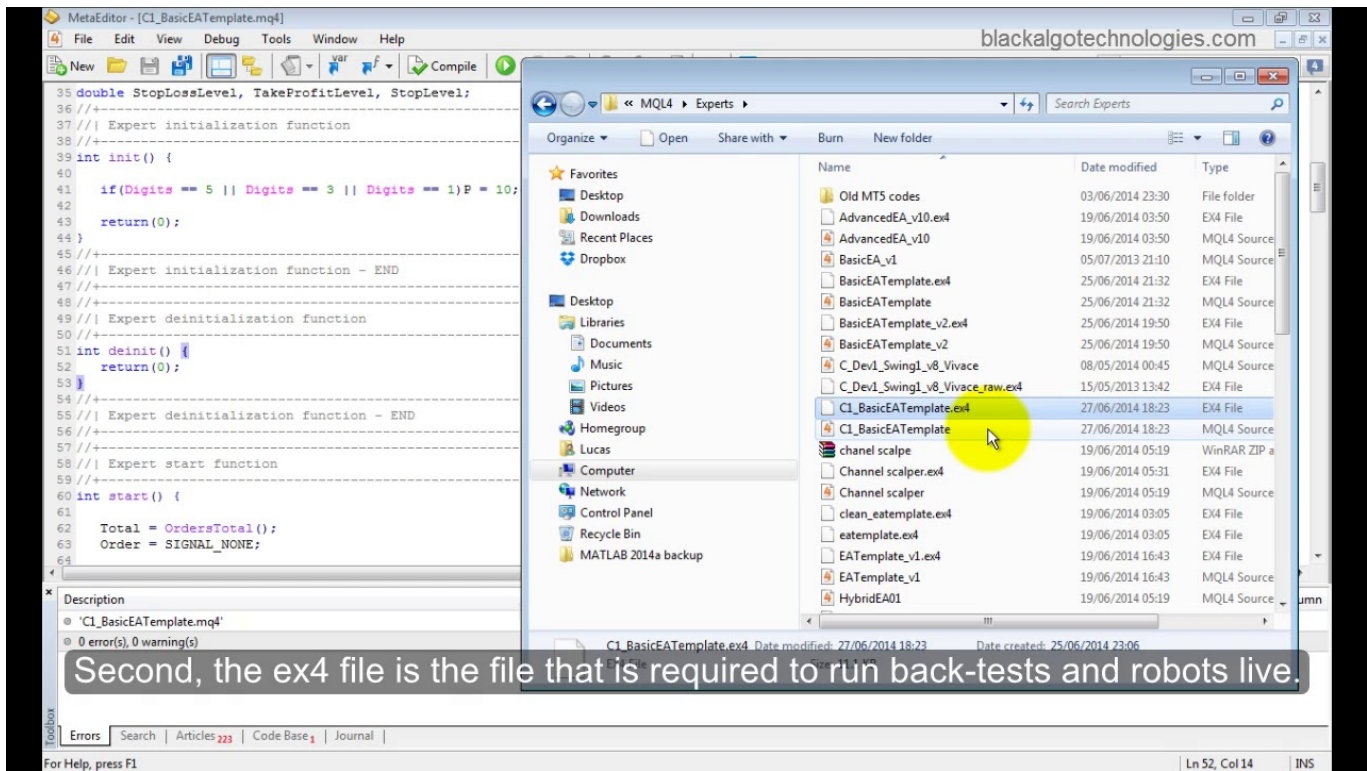 MetaEditor - [C1_BasicEATemplate.mq4]
File Edit View Debug Tools Window Help
blackalgotechnologies.com
New Compile
35 double StopLossLevel, TakeProfitLevel, StopLevel;
36 //+----------------------------------------------------
37 //| Expert initialization function
38 //+----------------------------------------------------
39 int init() {
40
41 if(Digits == 5 || Digits == 3 || Digits == 1)P = 10;
42
43 return(0);
44 }
45 //+----------------------------------------------------
46 //| Expert initialization function - END
47 //+----------------------------------------------------
48 //+----------------------------------------------------
49 //| Expert deinitialization function
50 //+----------------------------------------------------
51 int deinit() {
52 return(0);
53 }
54 //+----------------------------------------------------
55 //| Expert deinitialization function - END
56 //+----------------------------------------------------
57 //+----------------------------------------------------
58 //| Expert start function
59 //+----------------------------------------------------
60 int start() {
61
62 Total = OrdersTotal();
63 Order = SIGNAL_NONE;
64
« MQL4 Experts
Search Experts
Organize Open Share with Burn New folder
Favorites
Desktop
Downloads
Recent Places
Dropbox
Desktop
Libraries
Documents
Music
Pictures
Videos
Homegroup
Lucas
Computer
Network
Control Panel
Recycle Bin
MATLAB 2014a backup
Name Date modified Type
Old MT5 codes 03/06/2014 23:30 File folder
AdvancedEA_v10.ex4 19/06/2014 03:50 EX4 File
AdvancedEA_v10 19/06/2014 03:50 MQL4 Source
BasicEA_v1 05/07/2013 21:10 MQL4 Source
BasicEATemplate.ex4 25/06/2014 21:32 EX4 File
BasicEATemplate 25/06/2014 21:32 MQL4 Source
BasicEATemplate_v2.ex4 25/06/2014 19:50 EX4 File
BasicEATemplate_v2 25/06/2014 19:50 MQL4 Source
C_Dev1_Swing1_v8_Vivace 08/05/2014 00:45 MQL4 Source
C_Dev1_Swing1_v8_Vivace_raw.ex4 15/05/2013 13:42 EX4 File
C1_BasicEATemplate.ex4 27/06/2014 18:23 EX4 File
C1_BasicEATemplate 27/06/2014 18:23 MQL4 Source
chanel scalpe 19/06/2014 05:19 WinRAR ZIP a
Channel scalper.ex4 19/06/2014 05:31 EX4 File
Channel scalper 19/06/2014 05:19 MQL4 Source
clean_eatemplate.ex4 19/06/2014 03:05 EX4 File
eatemplate.ex4 19/06/2014 03:05 EX4 File
EATemplate_v1.ex4 19/06/2014 16:43 EX4 File
EATemplate_v1 19/06/2014 16:43 MQL4 Source
HybridEA01 19/06/2014 05:19 MQL4 Source
C1_BasicEATemplate.ex4 Date modified: 27/06/2014 18:23 Date created: 25/06/2014 23:06
Description
umn
'C1_BasicEATemplate.mq4'
0 error(s), 0 warning(s)
Second, the ex4 file is the file that is required to run back-tests and robots live.
Toolbox
Errors Search Articles 223 Code Base 1 Journal
For Help, press F1
Ln 52, Col 14 INS